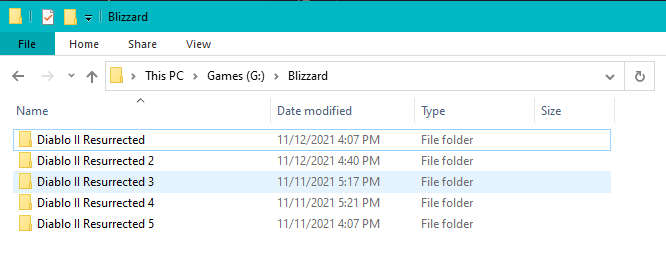 Blizzard
File Home Share View
This PC Games (G:) Blizzard
Name Date modified Type Size
Diablo II Resurrected 11/12/2021 4:07 PM File folder
Diablo II Resurrected 2 11/12/2021 4:40 PM File folder
Diablo II Resurrected 3 11/11/2021 5:17 PM File folder
Diablo II Resurrected 4 11/11/2021 5:21 PM File folder
Diablo II Resurrected 5 11/11/2021 4:07 PM File folder